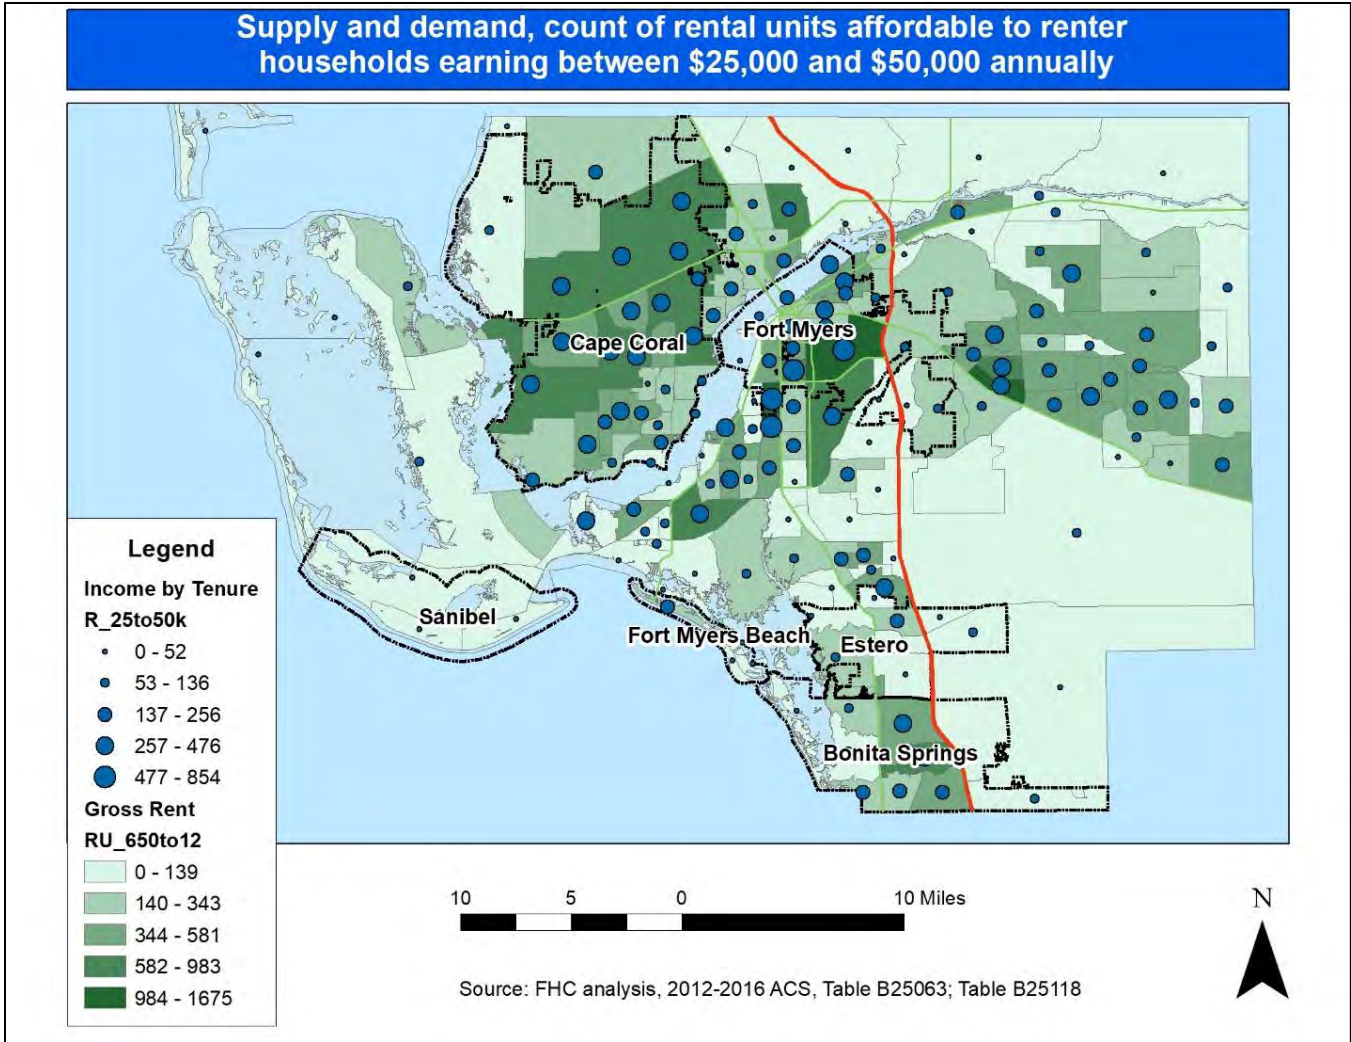 Supply and demand, count of rental units affordable to renter
households earning between $25,000 and $50,000 annually
Cape Coral
Fort Myers
Sanibel
Fort Myers Beach
Estero
Bonita Springs
Legend
Income by Tenure
R_25to50k
0 - 52
53 - 136
137 - 256
257 - 476
477 - 854
Gross Rent
RU_650to12
0 - 139
140 - 343
344 - 581
582 - 983
984 - 1675
10 5 0 10 Miles
N
Source: FHC analysis, 2012-2016 ACS, Table B25063; Table B25118